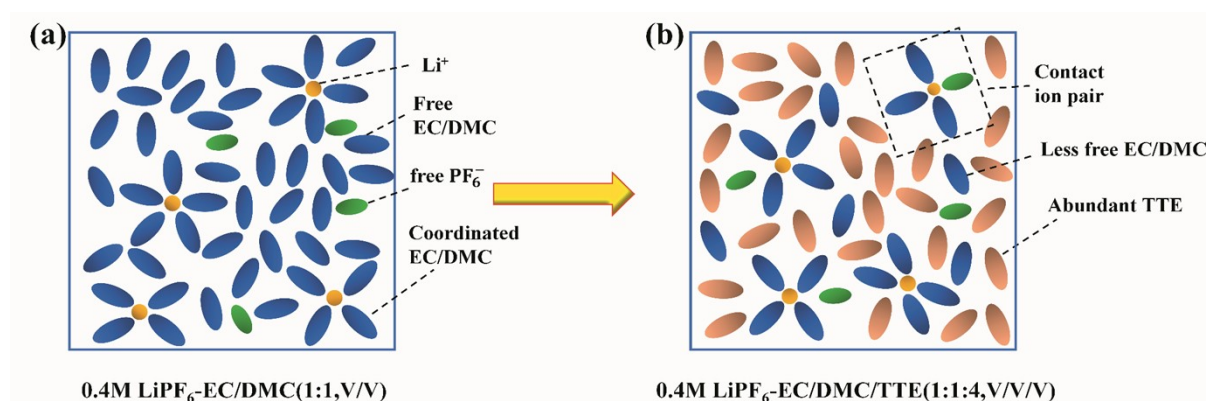 (a)
Li⁺
Free
EC/DMC
free PF₆⁻
Coordinated
EC/DMC
0.4M LiPF₆-EC/DMC(1:1,V/V)
(b)
Contact
ion pair
Less free EC/DMC
Abundant TTE
0.4M LiPF₆-EC/DMC/TTE(1:1:4,V/V/V)